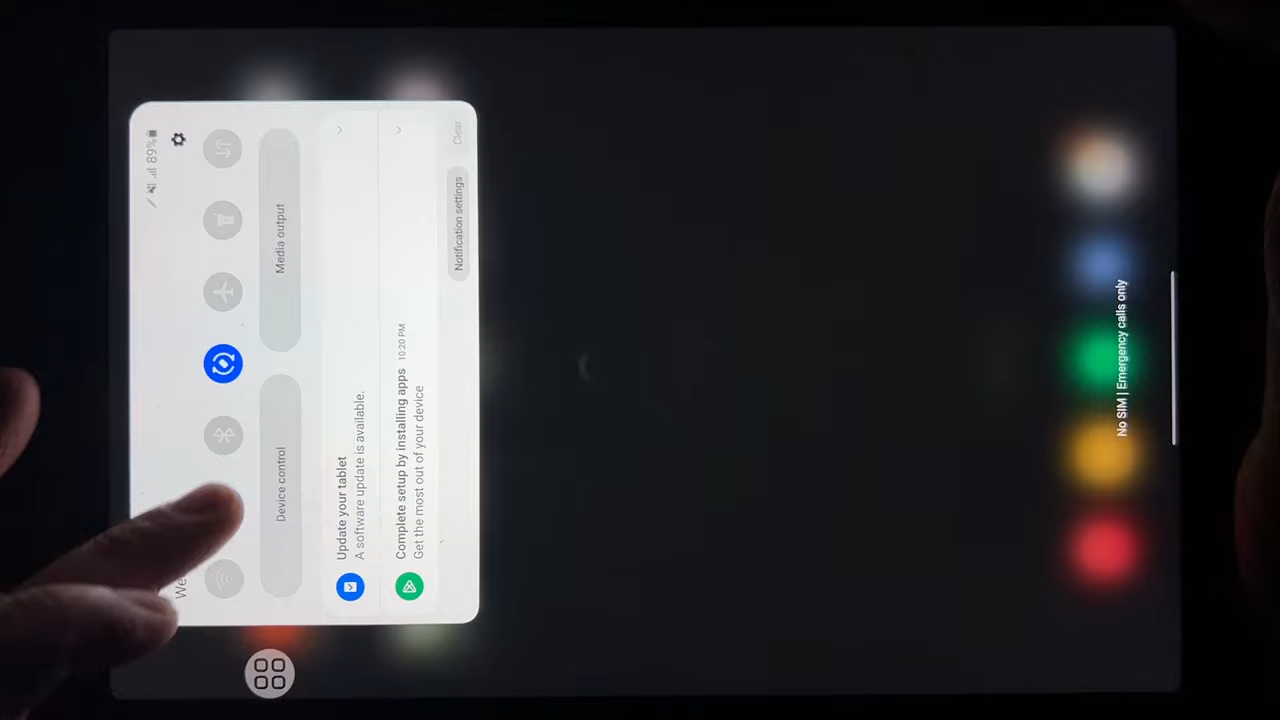 89%
We
Device control
Media output
Update your tablet
A software update is available.
Complete setup by installing apps 10:20 PM
Get the most out of your device
Notification settings
Clear
No SIM | Emergency calls only